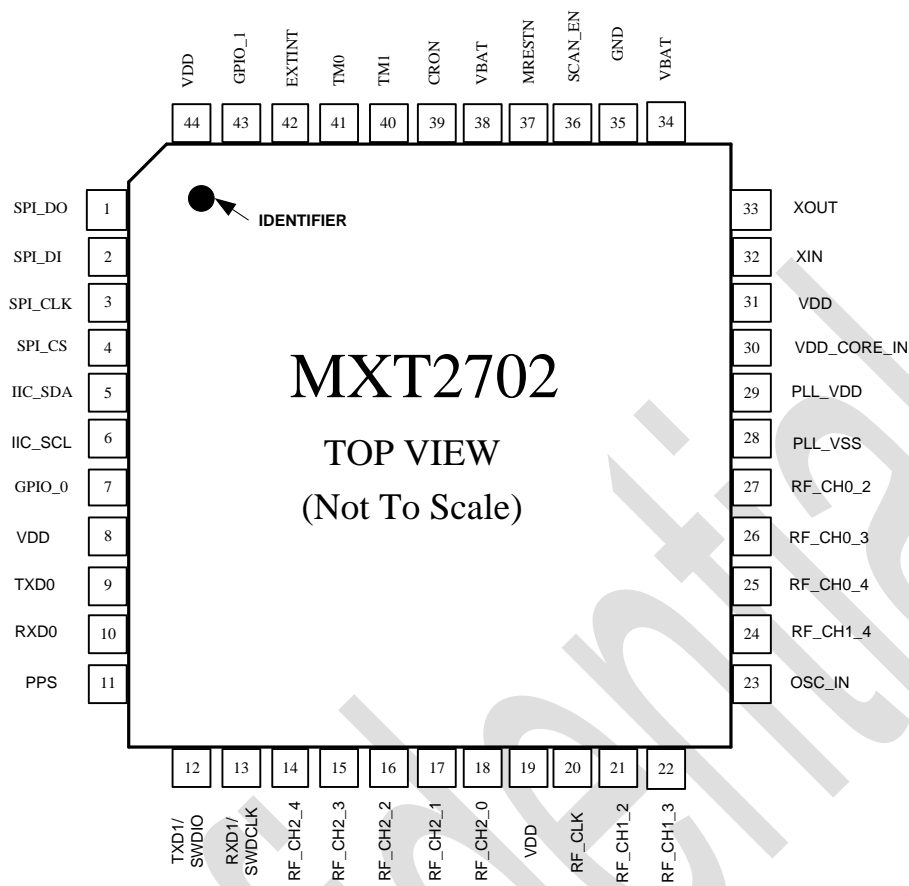 VDD
GPIO_1
EXTINT
TM0
TM1
CRON
VBAT
MRESTN
SCAN_EN
GND
VBAT
44
43
42
41
40
39
38
37
36
35
34
IDENTIFIER
SPI_DO 1
SPI_DI 2
SPI_CLK 3
SPI_CS 4
IIC_SDA 5
IIC_SCL 6
GPIO_0 7
VDD 8
TXD0 9
RXD0 10
PPS 11
MXT2702
TOP VIEW
(Not To Scale)
33 XOUT
32 XIN
31 VDD
30 VDD_CORE_IN
29 PLL_VDD
28 PLL_VSS
27 RF_CH0_2
26 RF_CH0_3
25 RF_CH0_4
24 RF_CH1_4
23 OSC_IN
12
13
14
15
16
17
18
19
20
21
22
TXD1/
SWDIO
RXD1/
SWDCLK
RF_CH2_4
RF_CH2_3
RF_CH2_2
RF_CH2_1
RF_CH2_0
VDD
RF_CLK
RF_CH1_2
RF_CH1_3